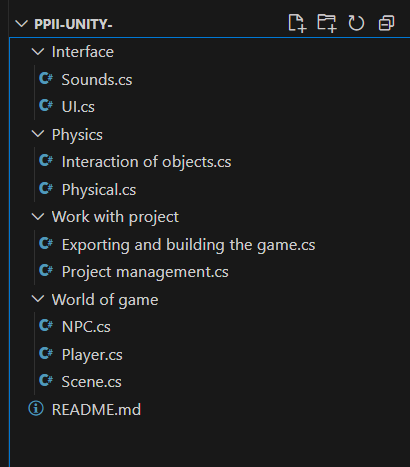 PPII-UNITY-
Interface
C# Sounds.cs
C# UI.cs
Physics
C# Interaction of objects.cs
C# Physical.cs
Work with project
C# Exporting and building the game.cs
C# Project management.cs
World of game
C# NPC.cs
C# Player.cs
C# Scene.cs
README.md